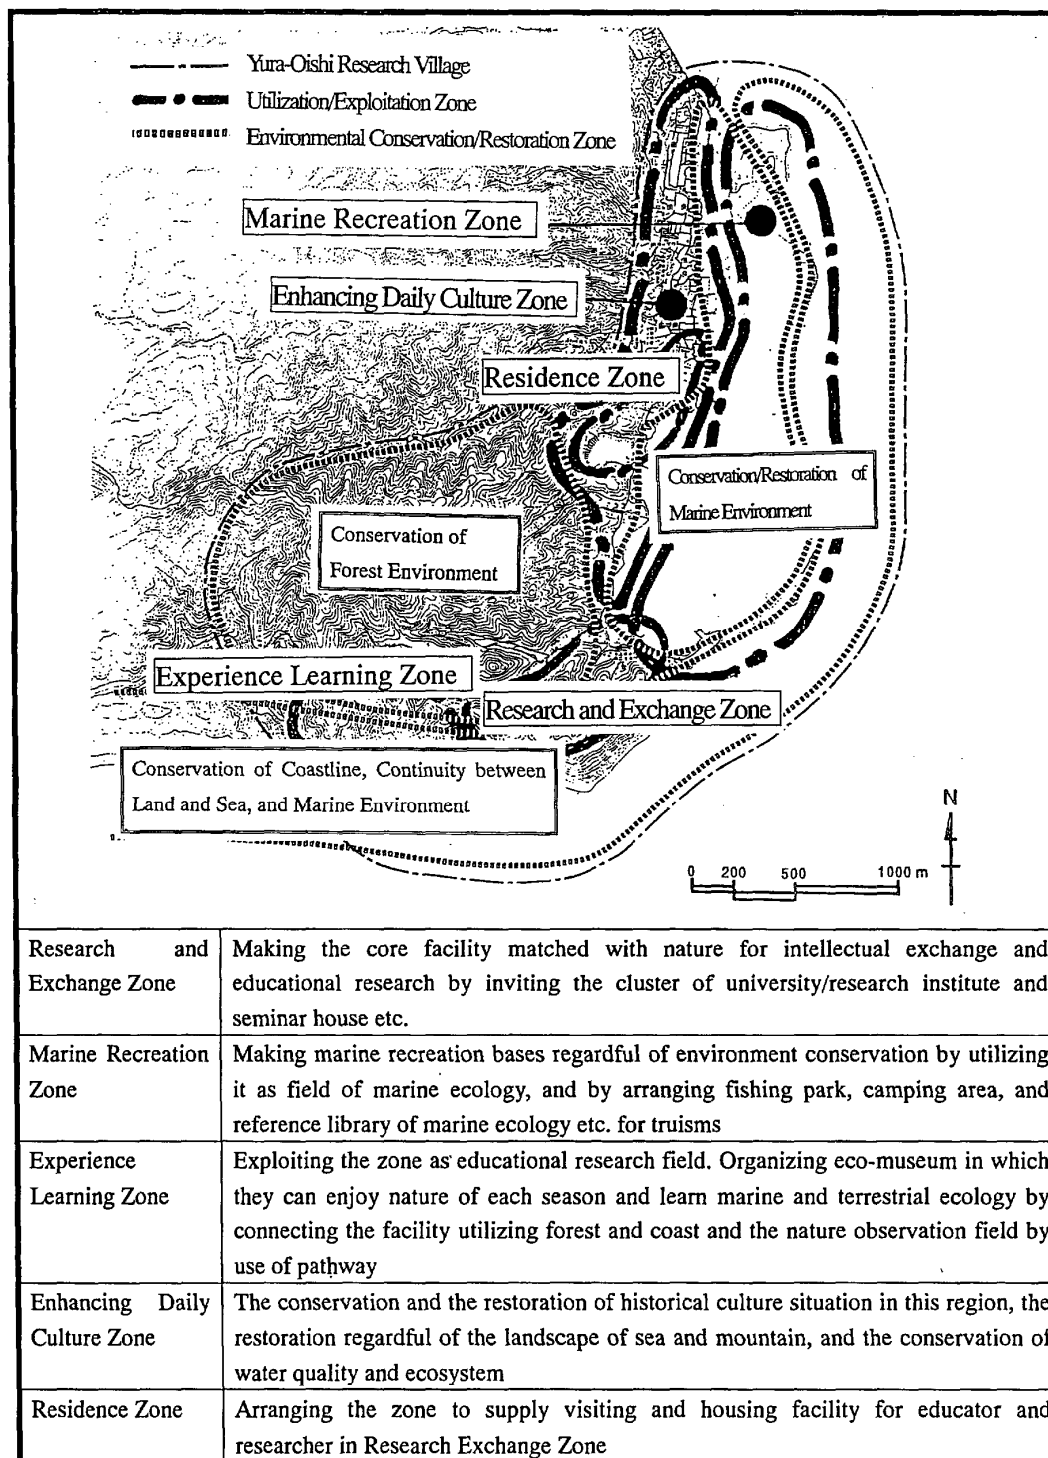 Yura-Oishi Research Village
Utilization/Exploitation Zone
Environmental Conservation/Restoration Zone
Marine Recreation Zone
Enhancing Daily Culture Zone
Residence Zone
Conservation/Restoration of
Marine Environment
Conservation of
Forest Environment
Experience Learning Zone
Research and Exchange Zone
Conservation of Coastline, Continuity between
Land and Sea, and Marine Environment
N
0 200 500 1000 m
Research and
Exchange Zone
Making the core facility matched with nature for intellectual exchange and
educational research by inviting the cluster of university/research institute and
seminar house etc.
Marine Recreation
Zone
Making marine recreation bases regardful of environment conservation by utilizing
it as field of marine ecology, and by arranging fishing park, camping area, and
reference library of marine ecology etc. for truisms
Experience
Learning Zone
Exploiting the zone as educational research field. Organizing eco-museum in which
they can enjoy nature of each season and learn marine and terrestrial ecology by
connecting the facility utilizing forest and coast and the nature observation field by
use of pathway
Enhancing Daily
Culture Zone
The conservation and the restoration of historical culture situation in this region, the
restoration regardful of the landscape of sea and mountain, and the conservation of
water quality and ecosystem
Residence Zone
Arranging the zone to supply visiting and housing facility for educator and
researcher in Research Exchange Zone